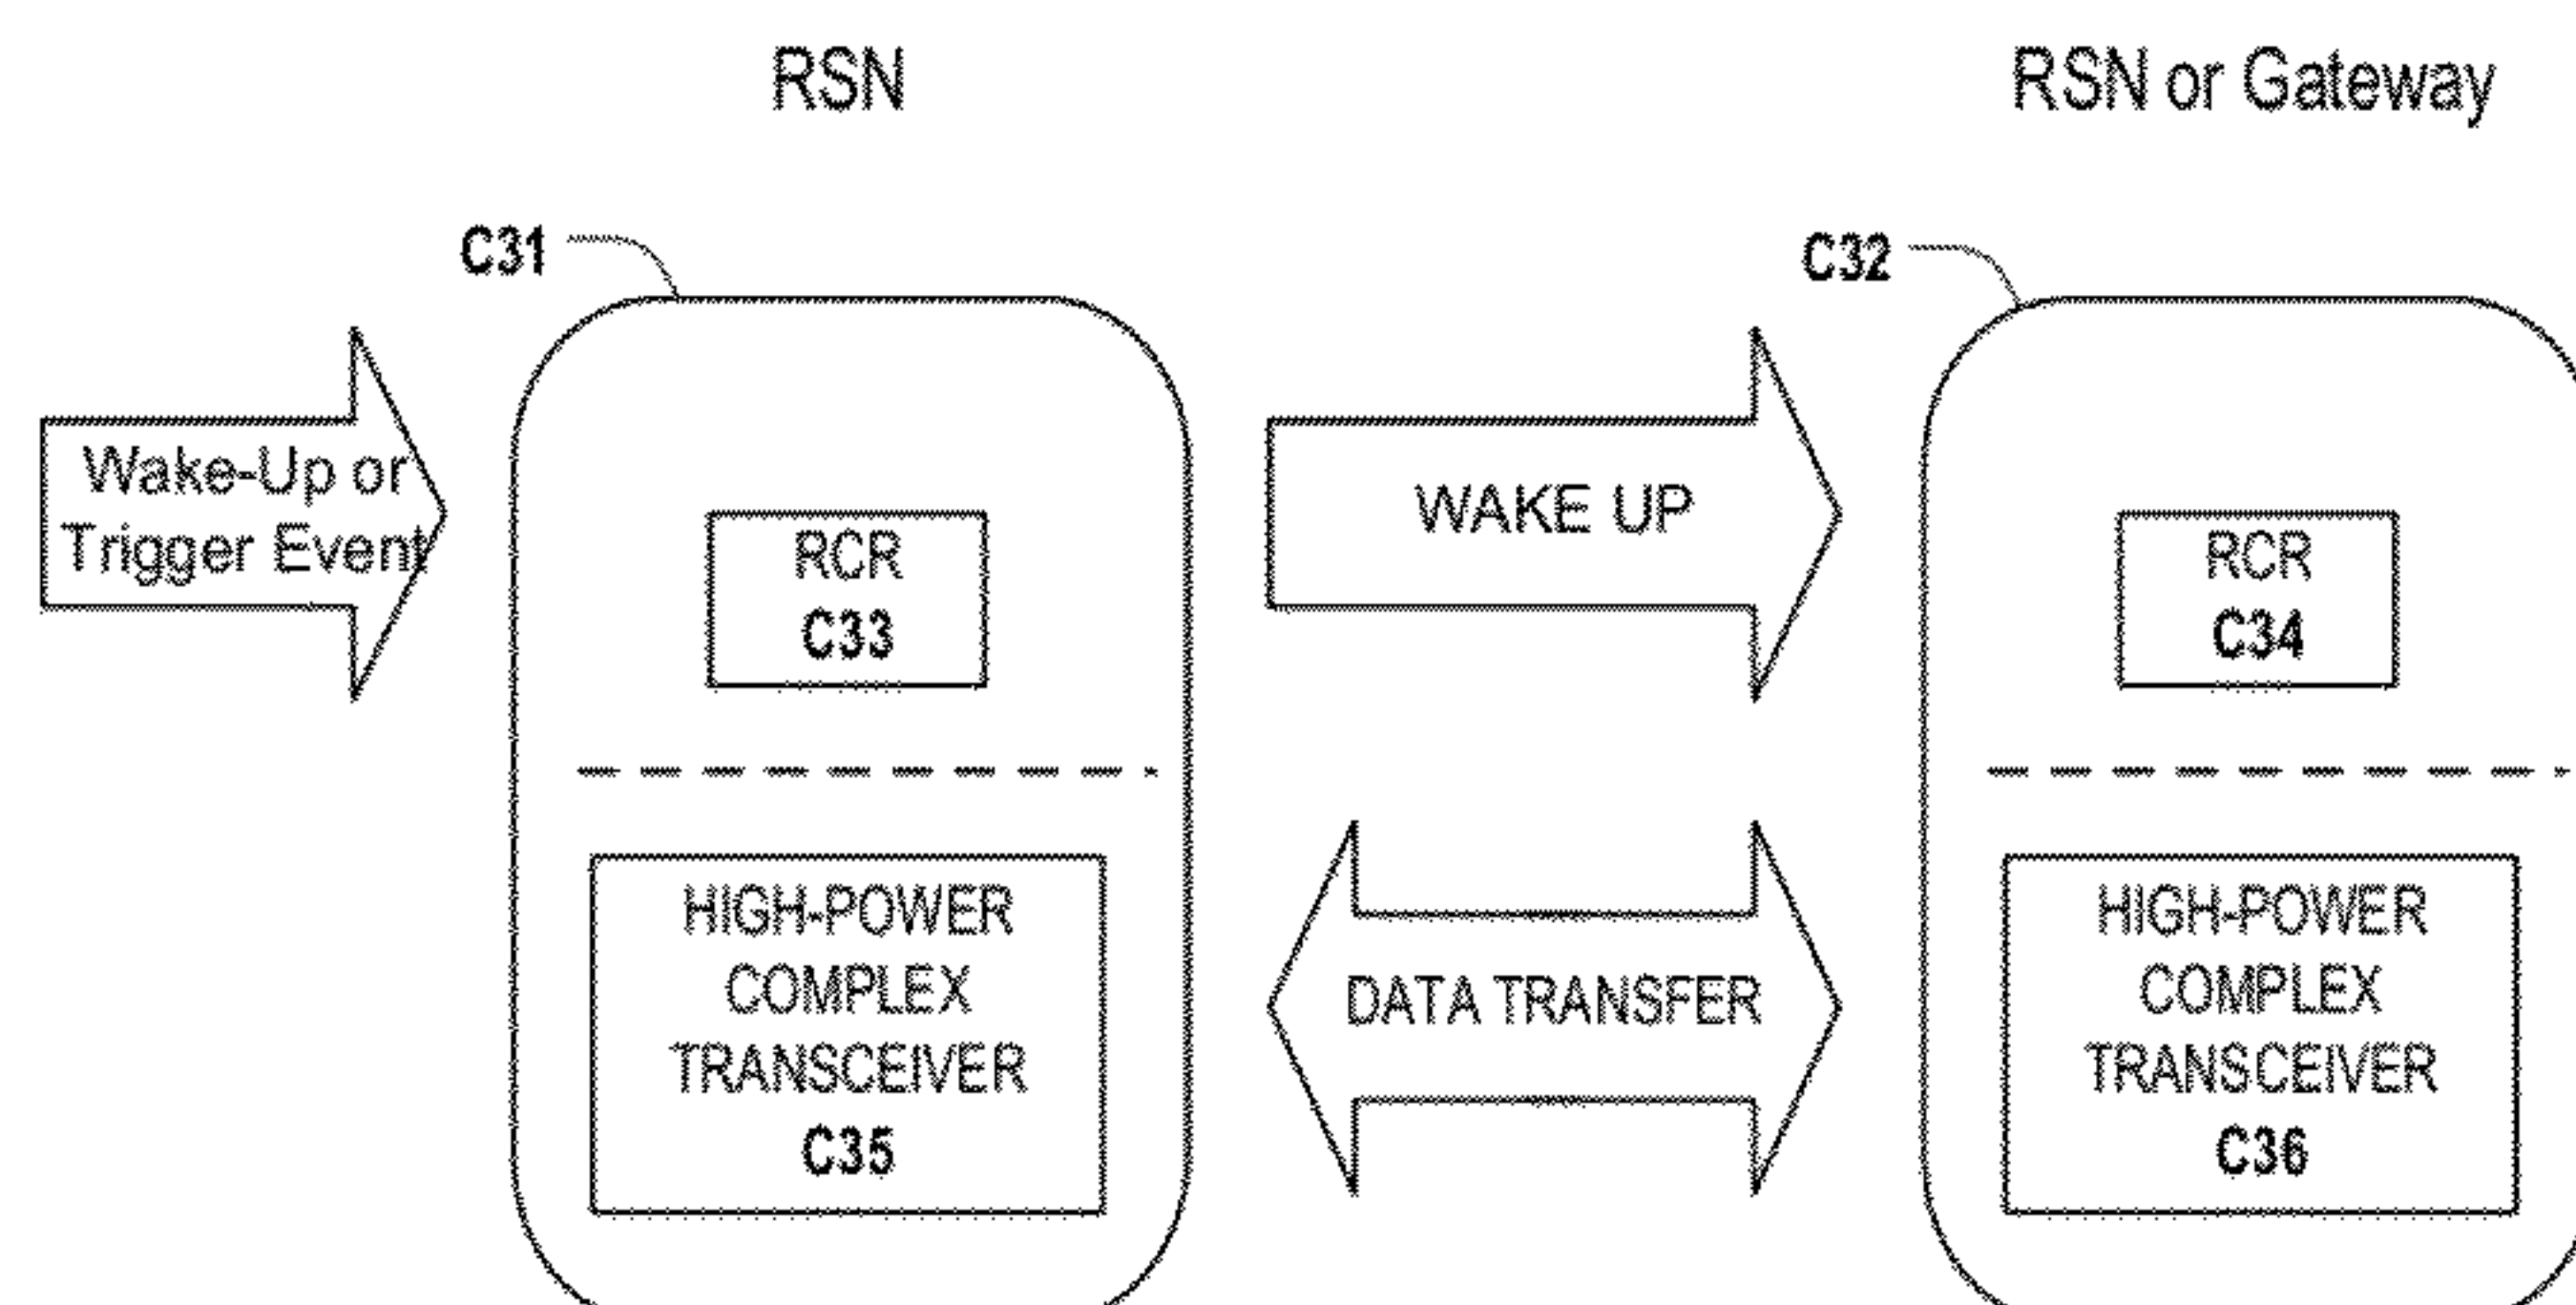 RSN
RSN or Gateway
C31
C32
Wake-Up or
Trigger Event
RCR
C33
WAKE UP
RCR
C34
HIGH-POWER
COMPLEX
TRANSCEIVER
C35
DATA TRANSFER
HIGH-POWER
COMPLEX
TRANSCEIVER
C36